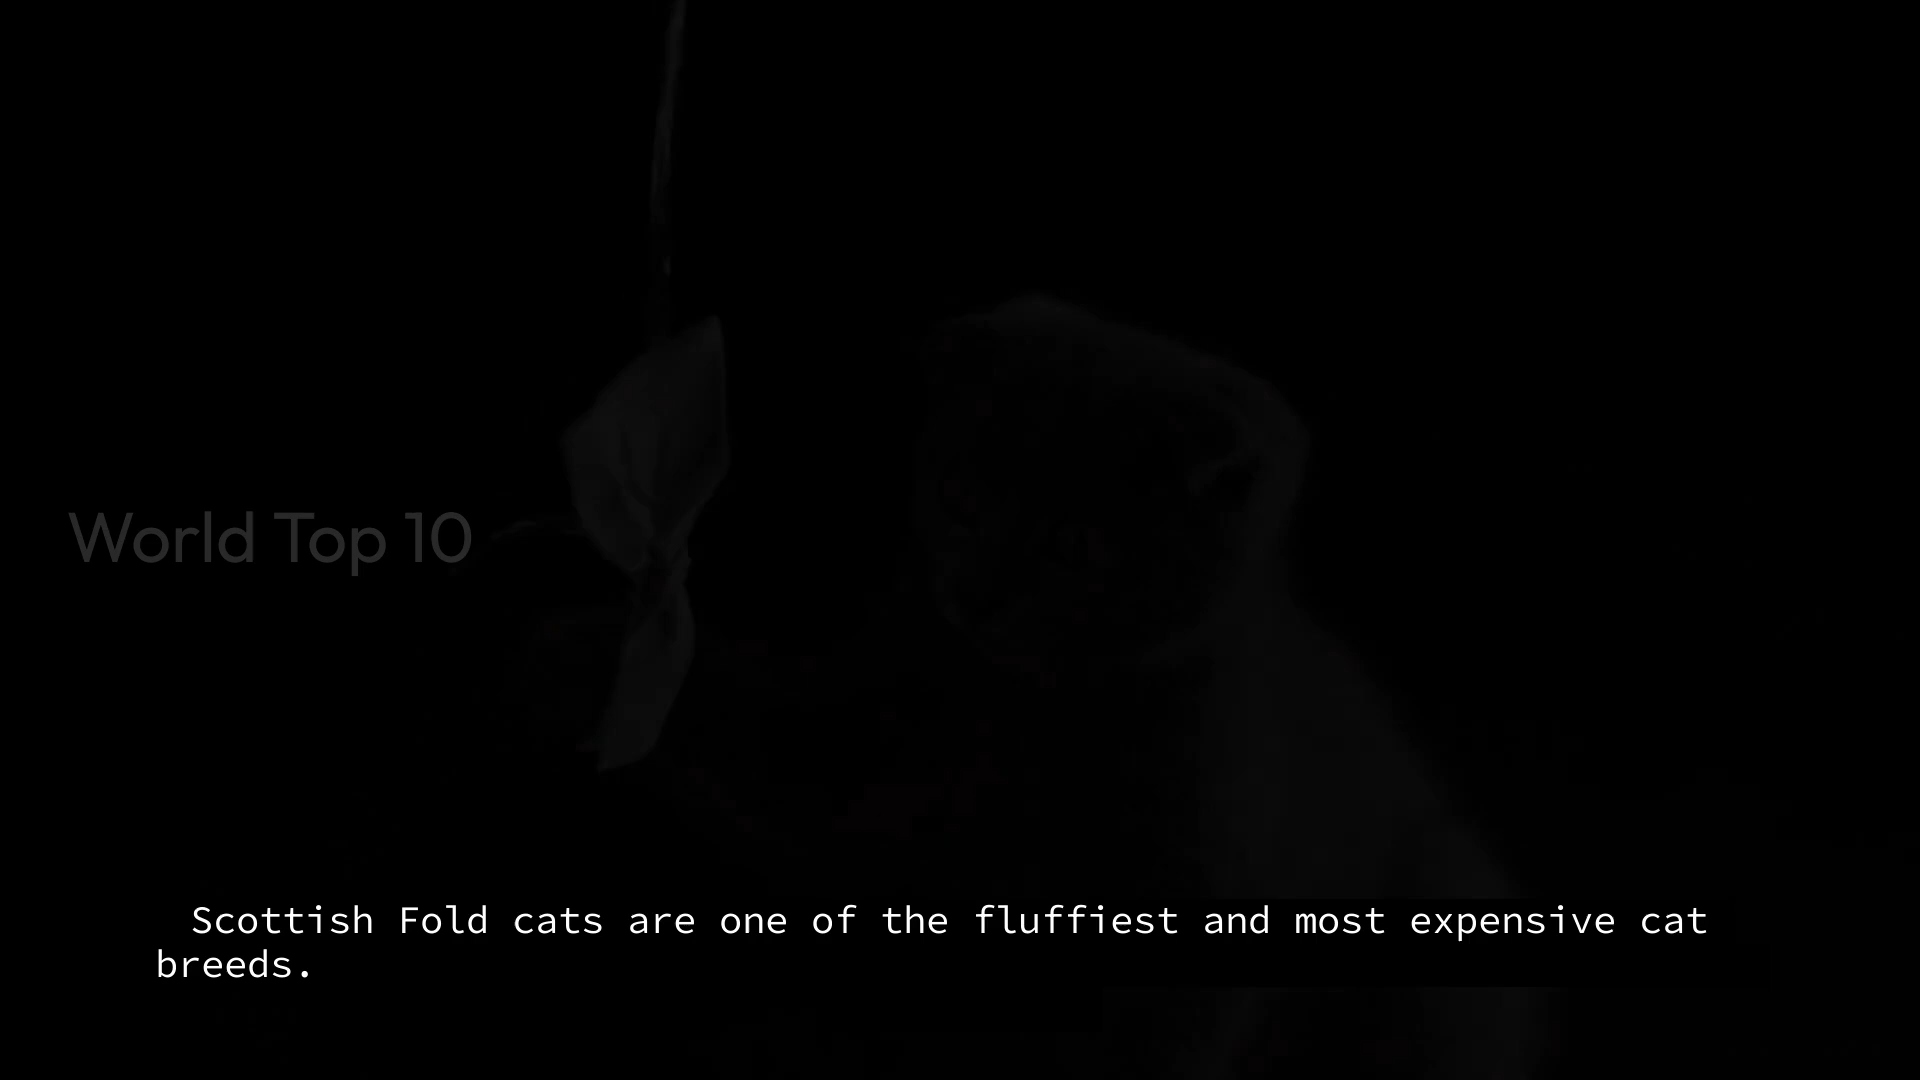 World Top 10
Scottish Fold cats are one of the fluffiest and most expensive cat
breeds.